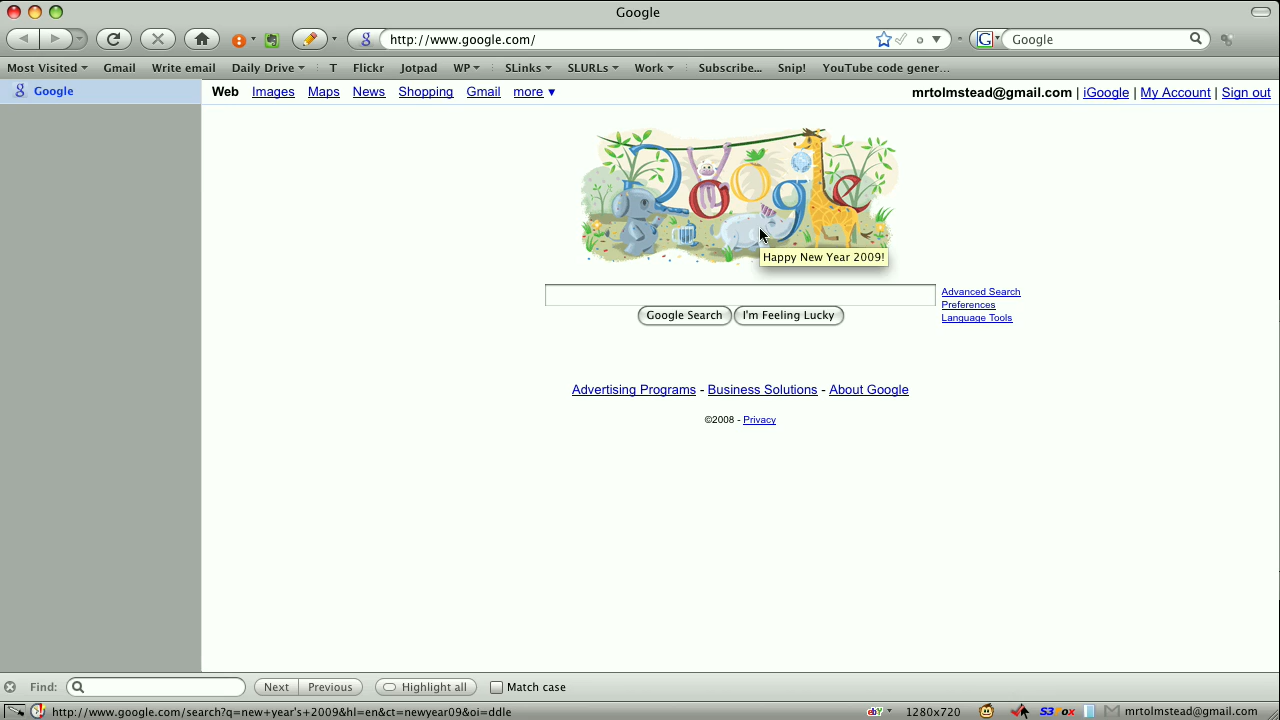 Google
http://www.google.com/
Google
Most Visited Gmail Write email Daily Drive T Flickr Jotpad WP SLinks SLURLs Work Subscribe... Snip! YouTube code gener...
Google
Web Images Maps News Shopping Gmail more ▼
mrtolmstead@gmail.com | iGoogle | My Account | Sign out
Google
Happy New Year 2009!
Advanced Search
Preferences
Language Tools
Google Search I'm Feeling Lucky
Advertising Programs - Business Solutions - About Google
©2008 - Privacy
Find: Next Previous Highlight all Match case
http://www.google.com/search?q=new+year's+2009&hl=en&ct=newyear09&oi=ddle
ebY 1280x720 S3Fox mrtolmstead@gmail.com